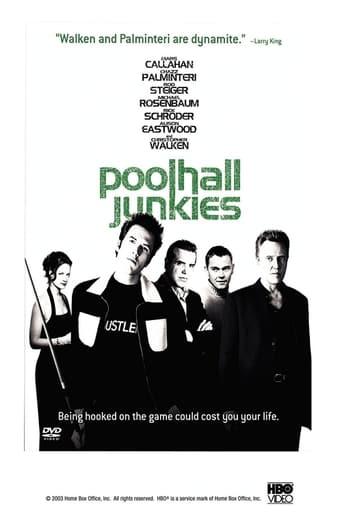 "Walken and Palminteri are dynamite." –Larry King
MARS
CALLAHAN
CHAZZ
PALMINTERI
ROD
STEIGER
MICHAEL
ROSENBAUM
RICK
SCHRODER
ALISON
EASTWOOD
AND
CHRISTOPHER
WALKEN
poolhall
junkies
USTLER
Being hooked on the game could cost you your life.
DVD
VIDEO
© 2003 Home Box Office, Inc. All rights reserved. HBO® is a service mark of Home Box Office, Inc.
HBO
VIDEO